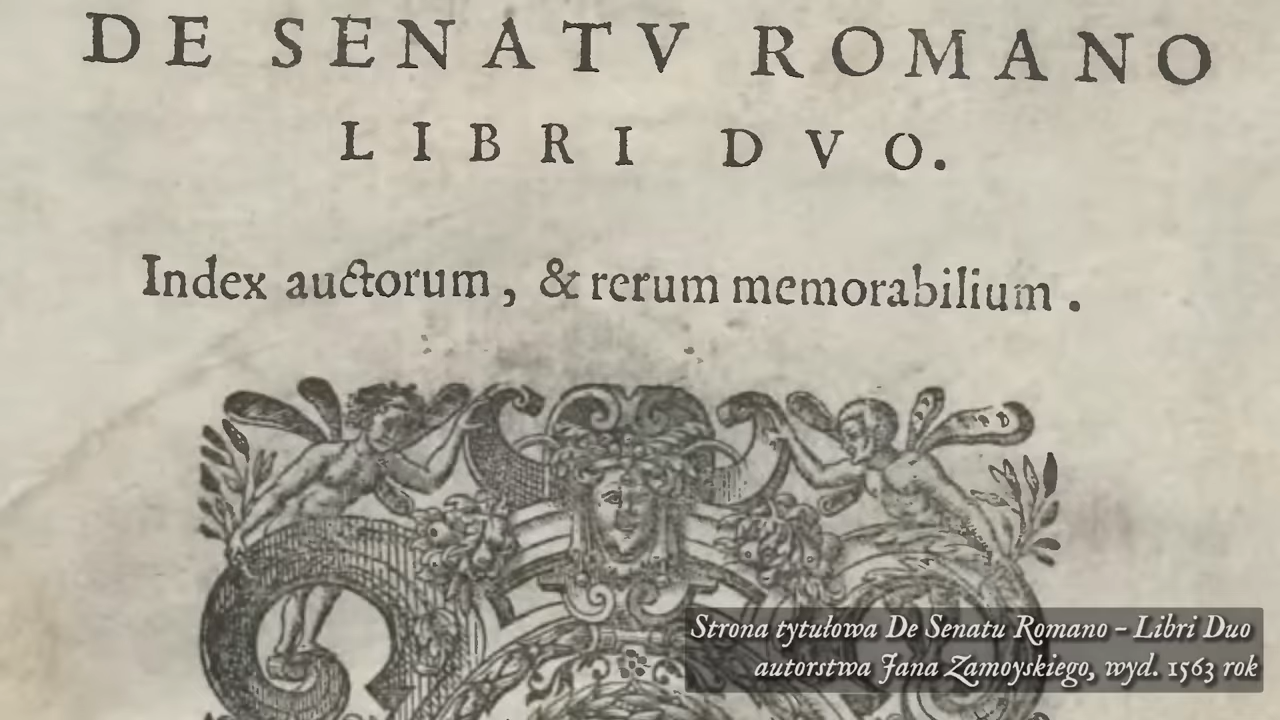 DE SENATV ROMANO
LIBRI DVO.
Index auctorum, & rerum memorabilium.
Strona tytułowa De Senatu Romano – Libri Duo
autorstwa Jana Zamoyskiego, wyd. 1563 rok